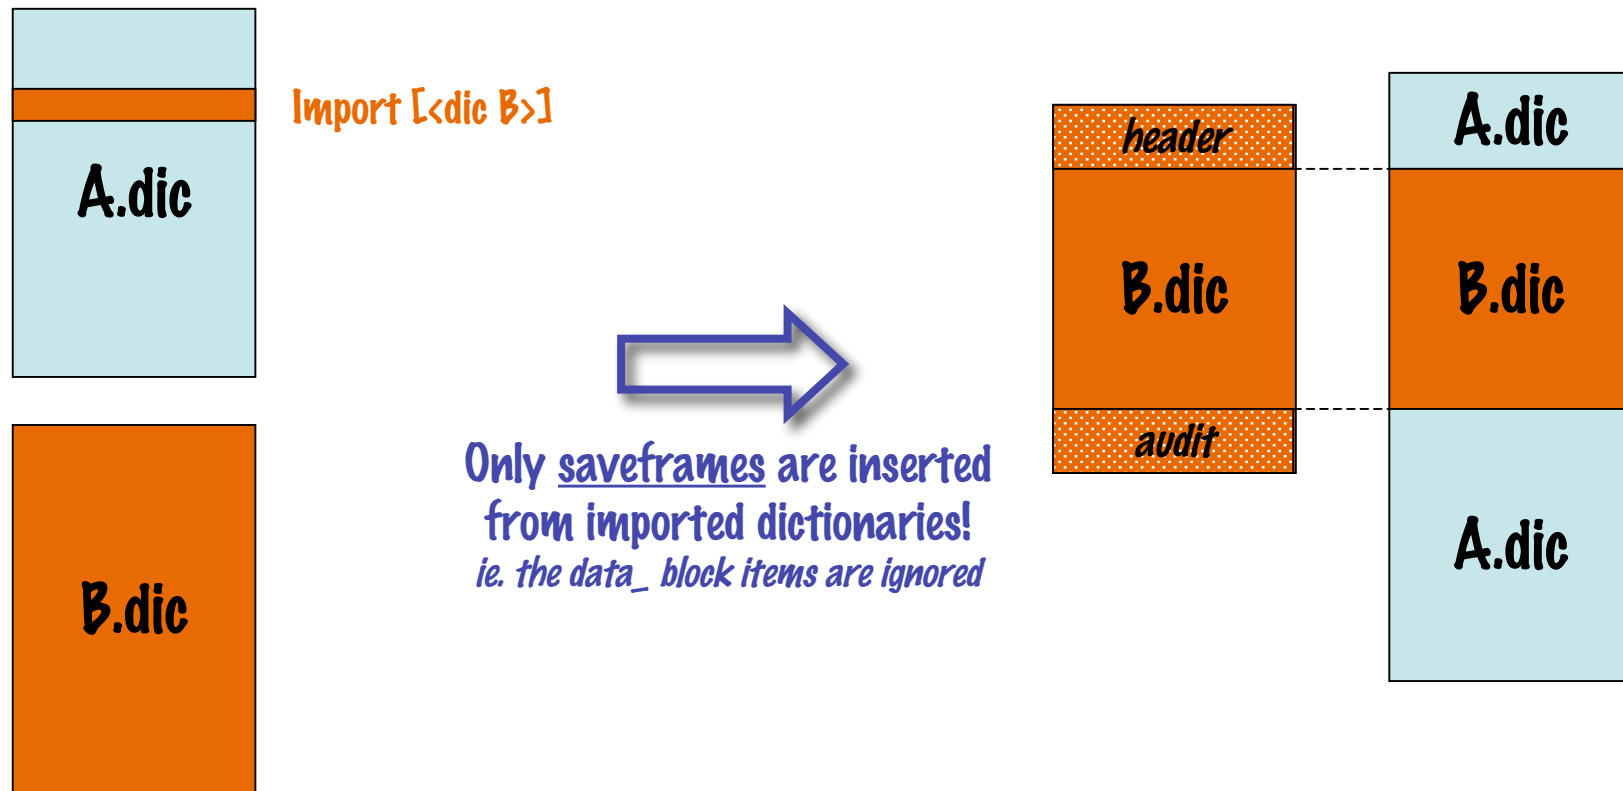 Import [<dic B>]
A.dic
B.dic
Only saveframes are inserted
from imported dictionaries!
ie. the data_ block items are ignored
header
B.dic
audit
A.dic
B.dic
A.dic